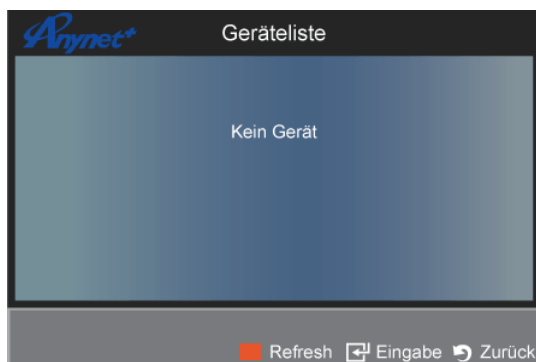 Anynet+ Geräteliste
Kein Gerät
Refresh Eingabe Zurück